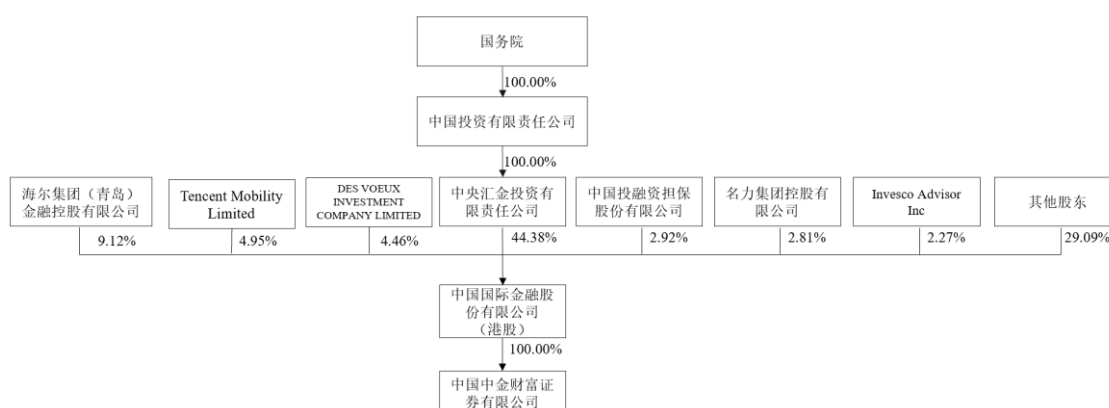 国务院
100.00%
中国投资有限责任公司
100.00%
海尔集团（青岛）
金融控股有限公司
Tencent Mobility
Limited
DES VOEUX
INVESTMENT
COMPANY LIMITED
中央汇金投资有
限责任公司
中国投融资担保
股份有限公司
名力集团控股有
限公司
Invesco Advisor
Inc
其他股东
9.12%
4.95%
4.46%
44.38%
2.92%
2.81%
2.27%
29.09%
中国国际金融股
份有限公司
（港股）
100.00%
中国中金财富证
券有限公司